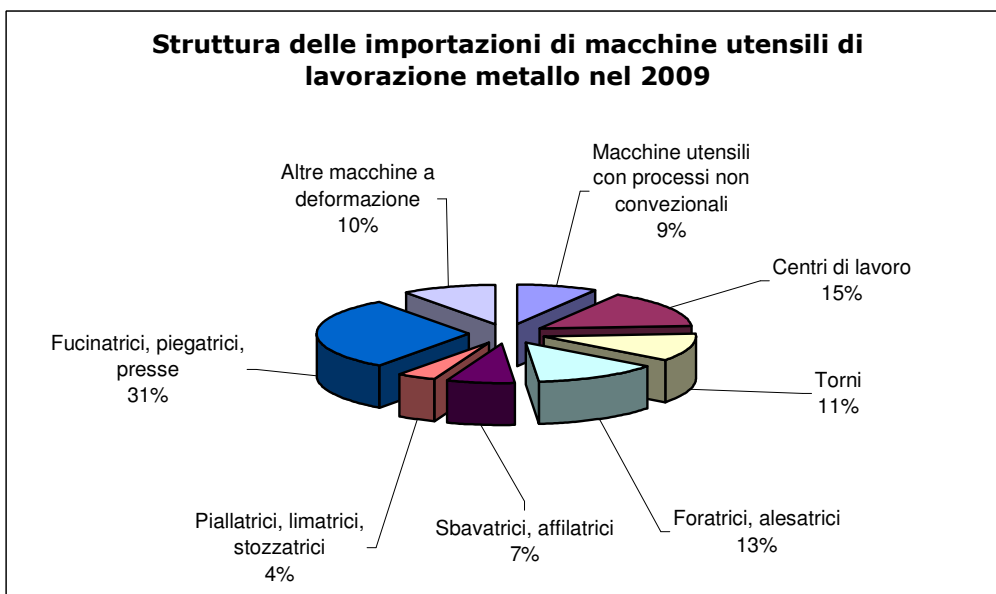 Struttura delle importazioni di macchine utensili di
lavorazione metallo nel 2009
Macchine utensili
con processi non
convezionali
9%
Centri di lavoro
15%
Torni
11%
Foratrici, alesatrici
13%
Sbavatrici, affilatrici
7%
Piallatrici, limatrici,
stozzatrici
4%
Fucinatrici, piegatrici,
presse
31%
Altre macchine a
deformazione
10%